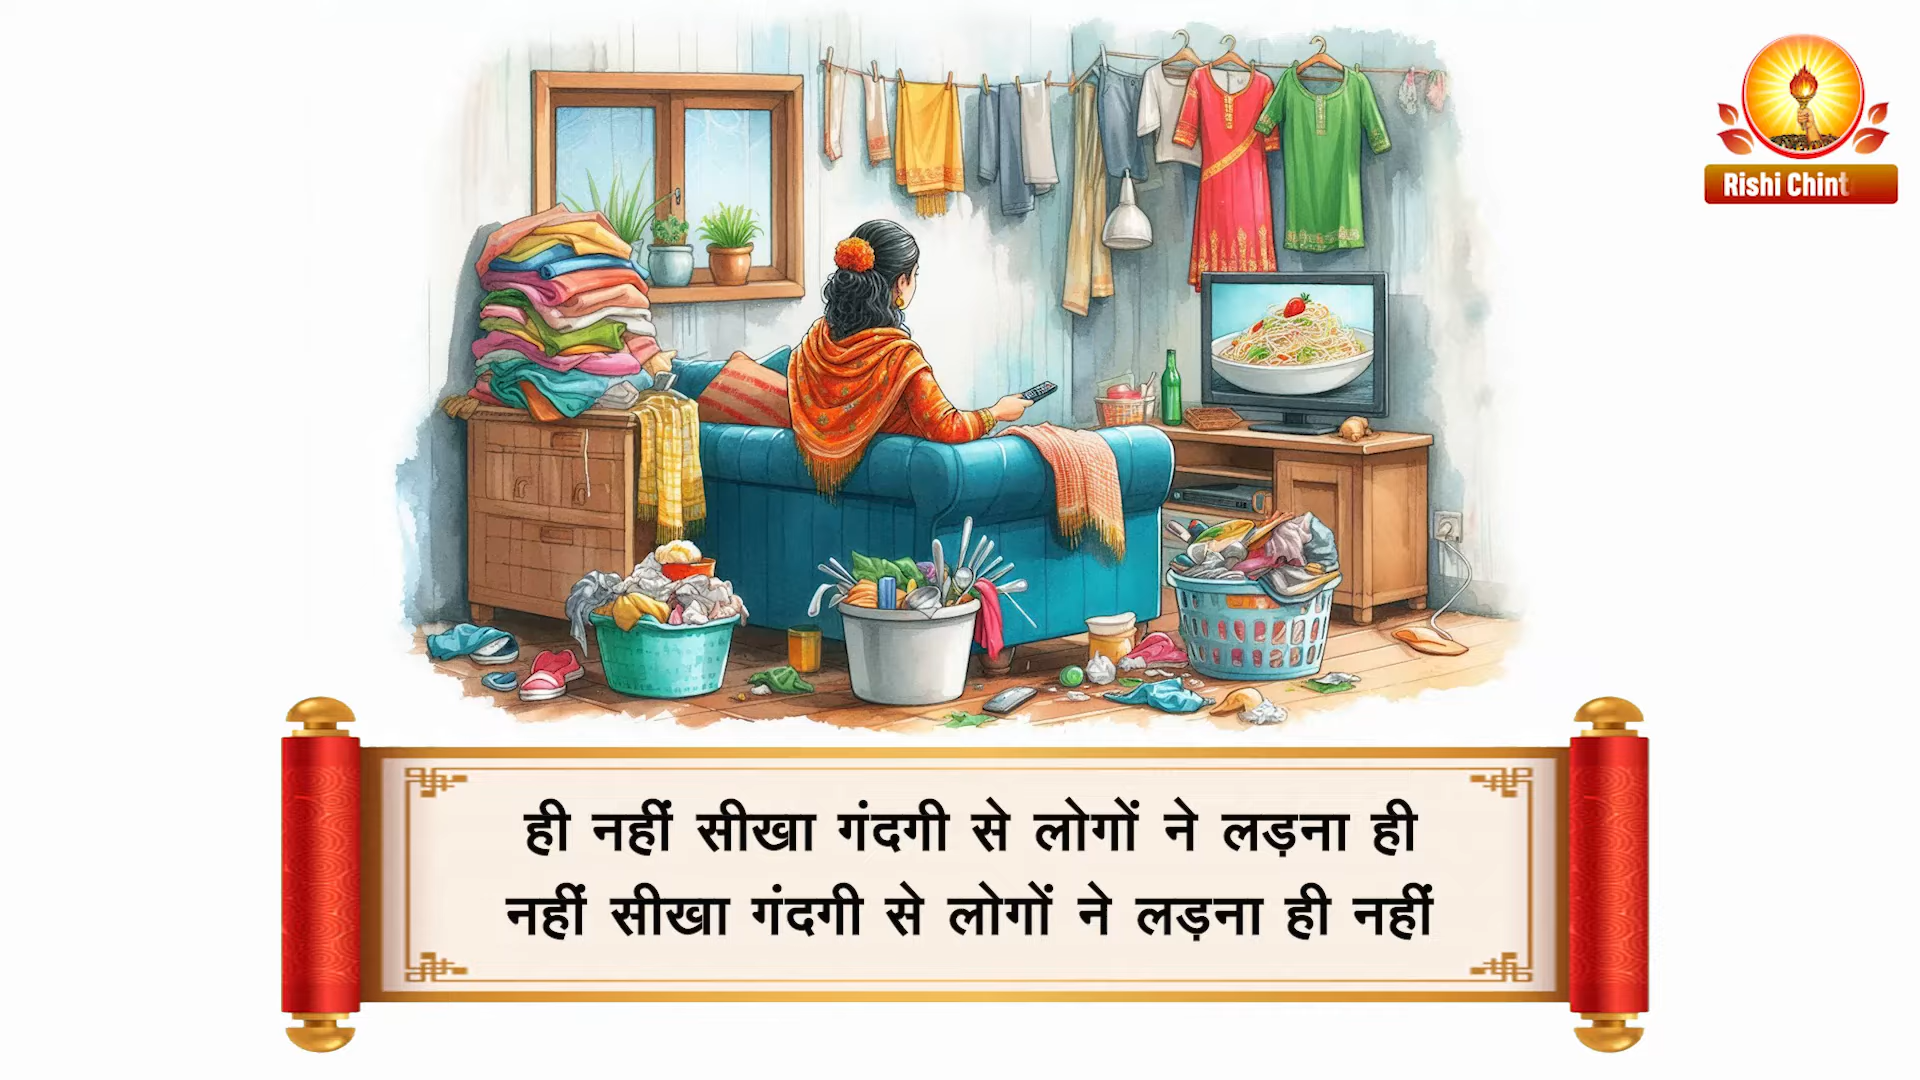 Rishi Chint
ही नहीं सीखा गंदगी से लोगों ने लड़ना ही
नहीं सीखा गंदगी से लोगों ने लड़ना ही नहीं